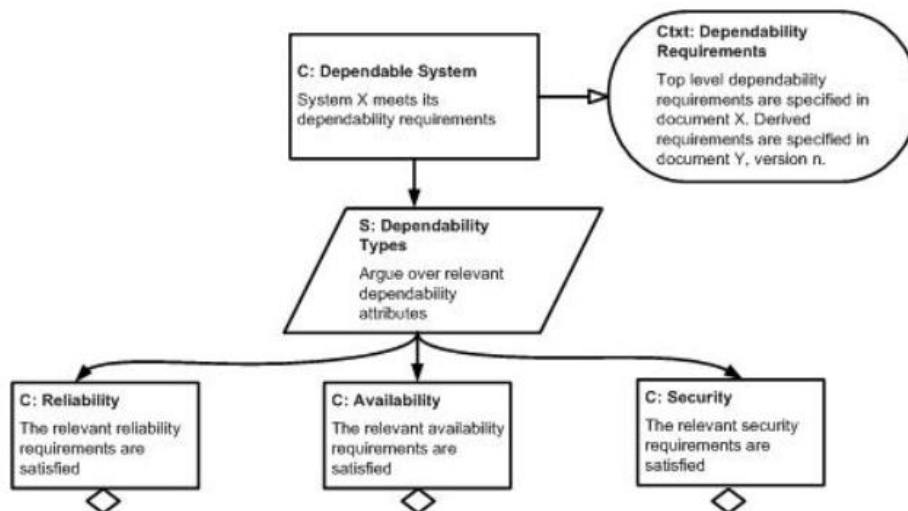 C: Dependable System
System X meets its
dependability requirements
Ctxt: Dependability
Requirements
Top level dependability
requirements are specified in
document X. Derived
requirements are specified in
document Y, version n.
S: Dependability
Types
Argue over relevant
dependability
attributes
C: Reliability
The relevant reliability
requirements are
satisfied
C: Availability
The relevant availability
requirements are
satisfied
C: Security
The relevant security
requirements are
satisfied